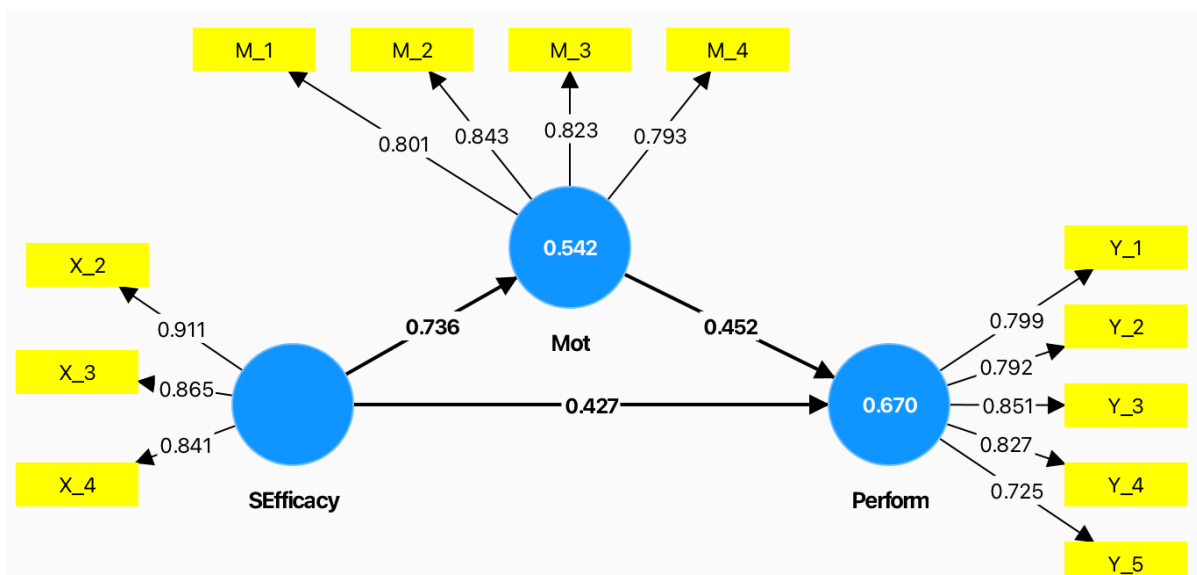 M_1
M_2
M_3
M_4
0.801
0.843
0.823
0.793
0.542
Mot
X_2
X_3
X_4
0.911
0.865
0.841
SEfficacy
0.736
0.452
0.427
0.670
Perform
0.799
0.792
0.851
0.827
0.725
Y_1
Y_2
Y_3
Y_4
Y_5